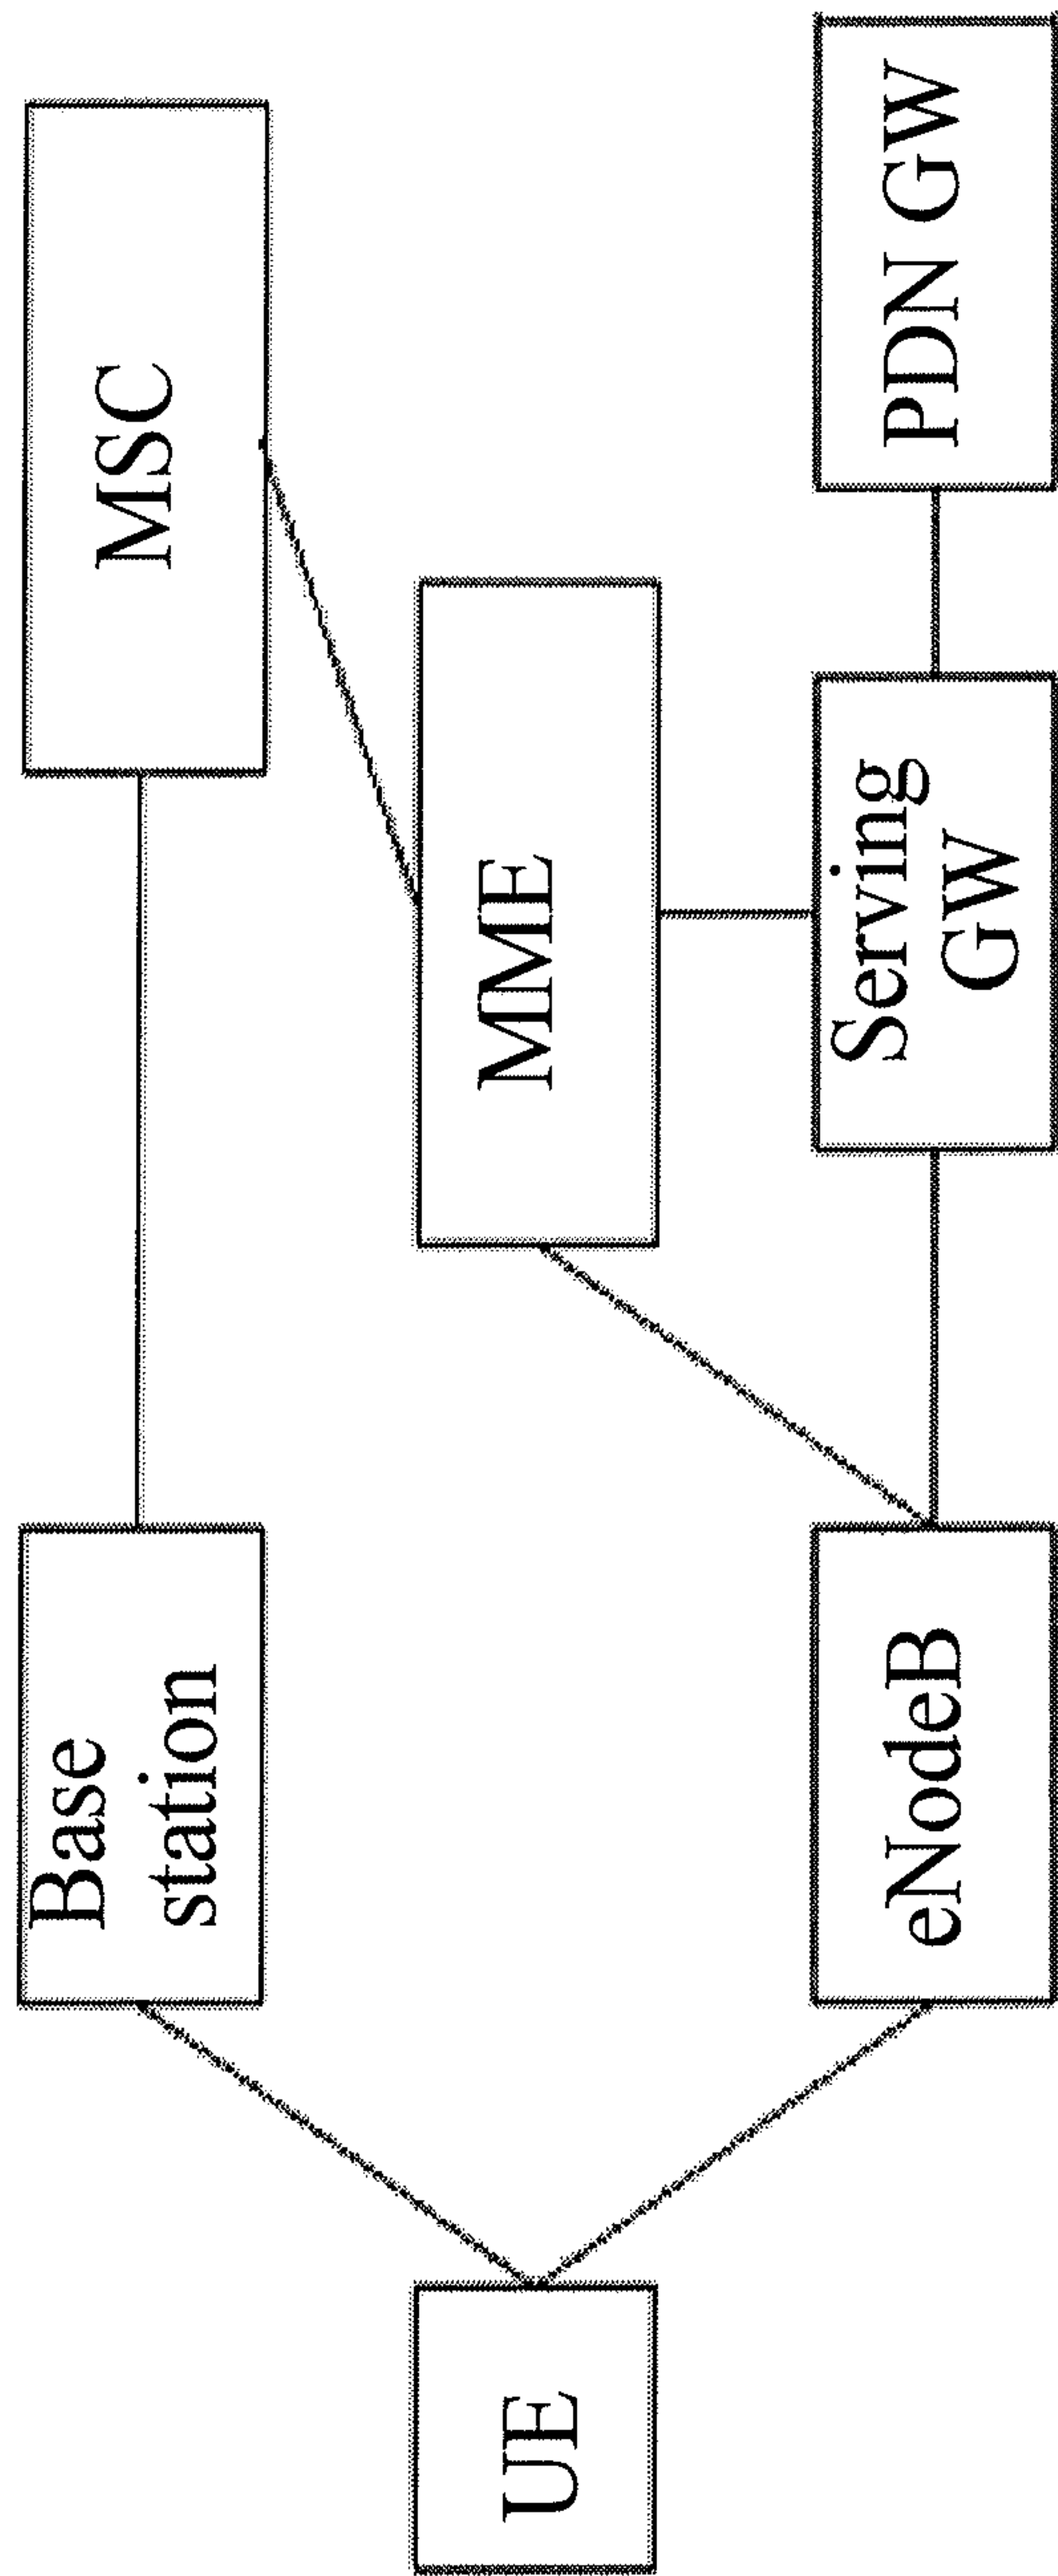 Base
station
MSC
UE
MME
eNodeB
Serving
GW
PDN GW